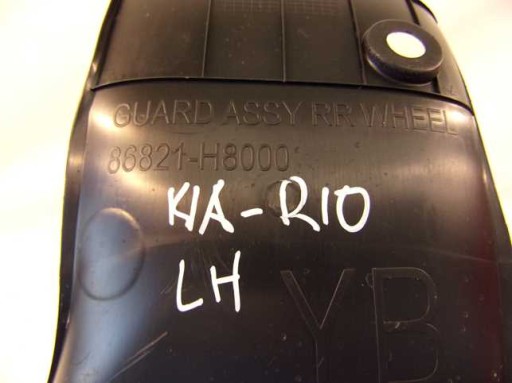 GUARD ASSY RR WHEEL
86821-H8000
KIA-RIO
LH
YB